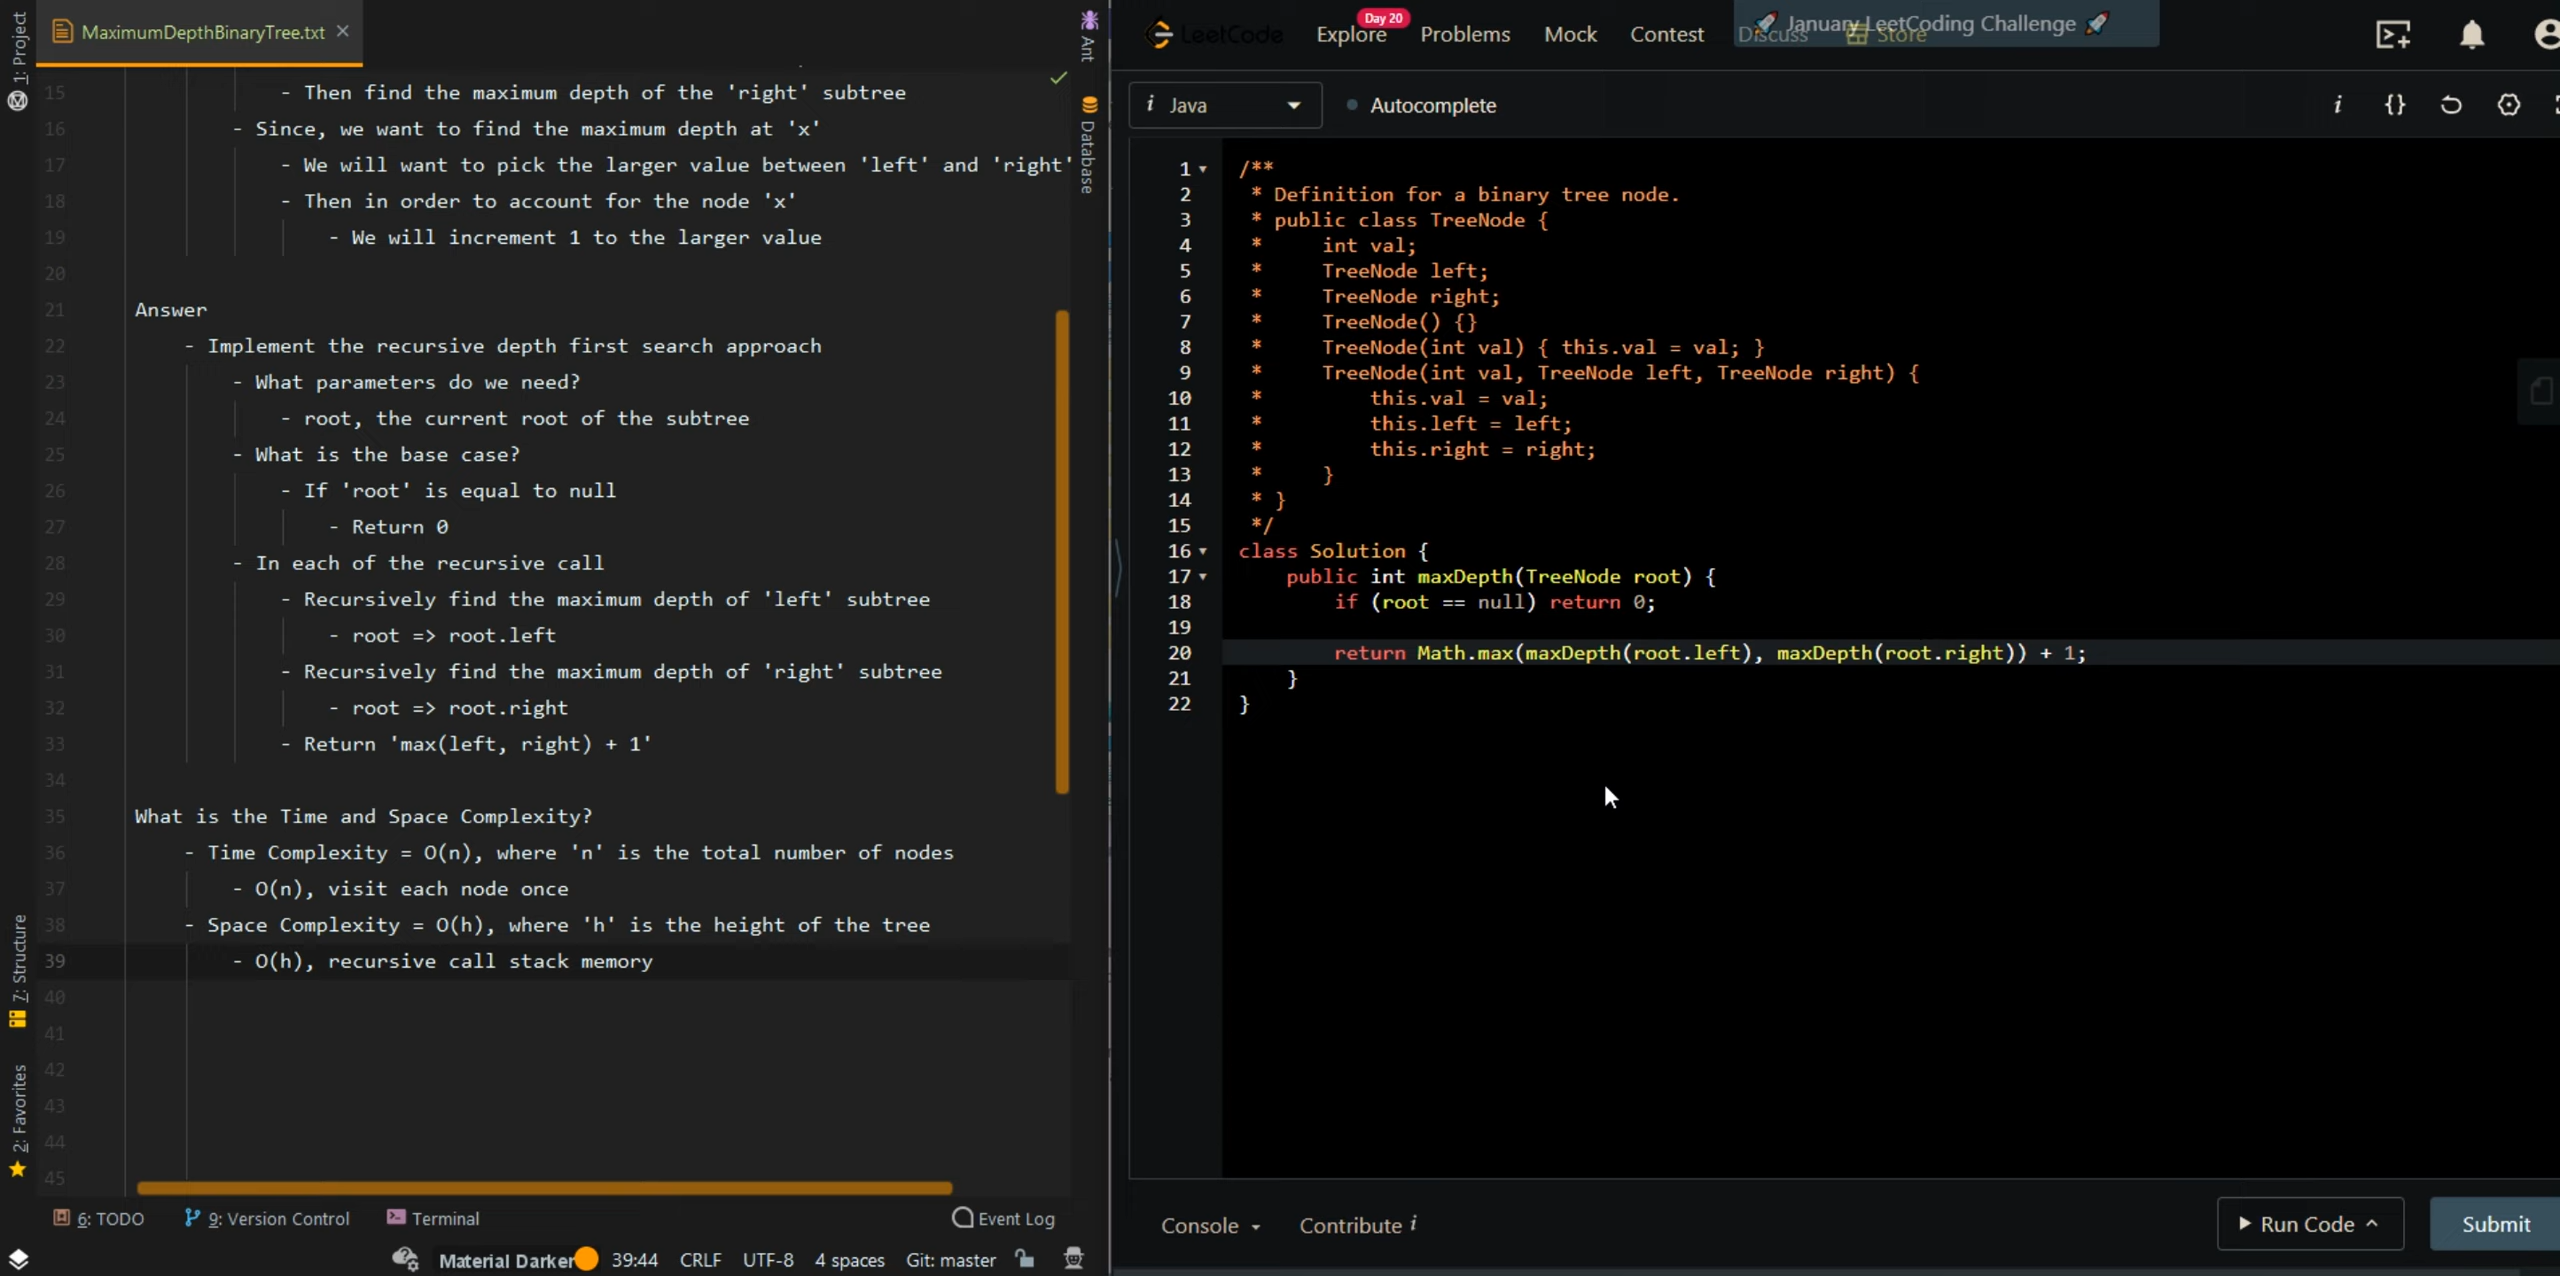 1: Project
MaximumDepthBinaryTree.txt
Ant
Database
15 - Then find the maximum depth of the 'right' subtree
16 - Since, we want to find the maximum depth at 'x'
17 - We will want to pick the larger value between 'left' and 'right'
18 - Then in order to account for the node 'x'
19 - We will increment 1 to the larger value
20
21 Answer
22 - Implement the recursive depth first search approach
23 - What parameters do we need?
24 - root, the current root of the subtree
25 - What is the base case?
26 - If 'root' is equal to null
27 - Return 0
28 - In each of the recursive call
29 - Recursively find the maximum depth of 'left' subtree
30 - root => root.left
31 - Recursively find the maximum depth of 'right' subtree
32 - root => root.right
33 - Return 'max(left, right) + 1'
34
35 What is the Time and Space Complexity?
36 - Time Complexity = O(n), where 'n' is the total number of nodes
37 - O(n), visit each node once
38 - Space Complexity = O(h), where 'h' is the height of the tree
39 - O(h), recursive call stack memory
40
41
42
43
44
45
7: Structure
2: Favorites
6: TODO
9: Version Control
Terminal
Event Log
Material Darker 39:44 CRLF UTF-8 4 spaces Git: master
LeetCode
Explore
Day 20
Problems
Mock
Contest
Discuss
Store
January LeetCoding Challenge
i Java
Autocomplete
1 /**
2 * Definition for a binary tree node.
3 * public class TreeNode {
4 *     int val;
5 *     TreeNode left;
6 *     TreeNode right;
7 *     TreeNode() {}
8 *     TreeNode(int val) { this.val = val; }
9 *     TreeNode(int val, TreeNode left, TreeNode right) {
10 *         this.val = val;
11 *         this.left = left;
12 *         this.right = right;
13 *     }
14 * }
15 */
16 class Solution {
17     public int maxDepth(TreeNode root) {
18         if (root == null) return 0;
19
20         return Math.max(maxDepth(root.left), maxDepth(root.right)) + 1;
21     }
22 }
Console
Contribute i
Run Code
Submit